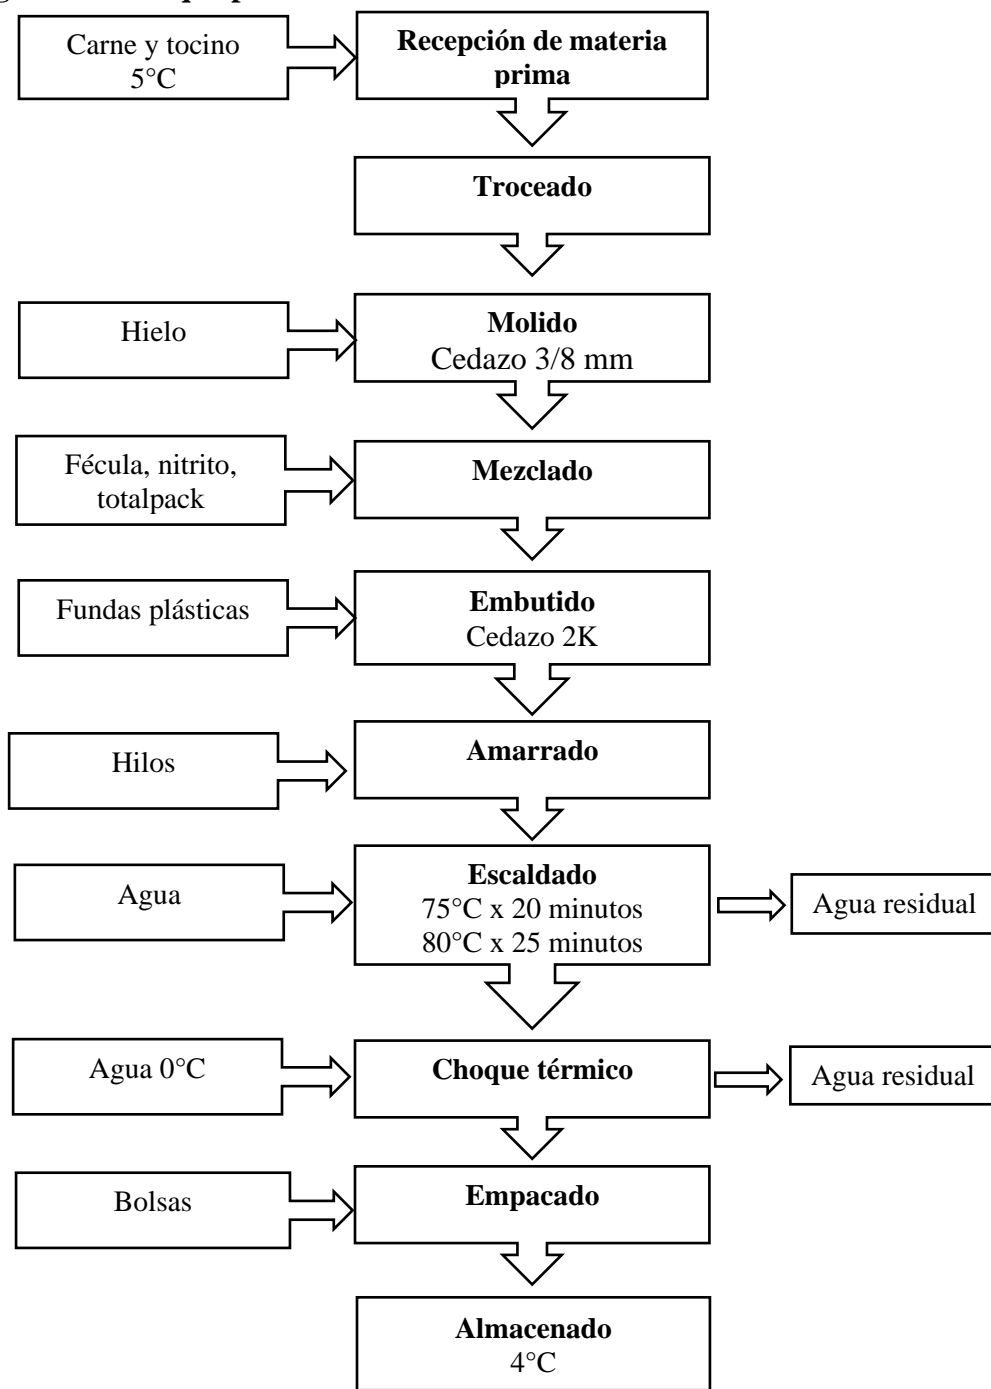 Carne y tocino
5°C
Recepción de materia
prima
Troceado
Hielo
Molido
Cedazo 3/8 mm
Fécula, nitrito,
totalpack
Mezclado
Fundas plásticas
Embutido
Cedazo 2K
Hilos
Amarrado
Agua
Escaldado
75°C x 20 minutos
80°C x 25 minutos
Agua residual
Agua 0°C
Choque térmico
Agua residual
Bolsas
Empacado
Almacenado
4°C